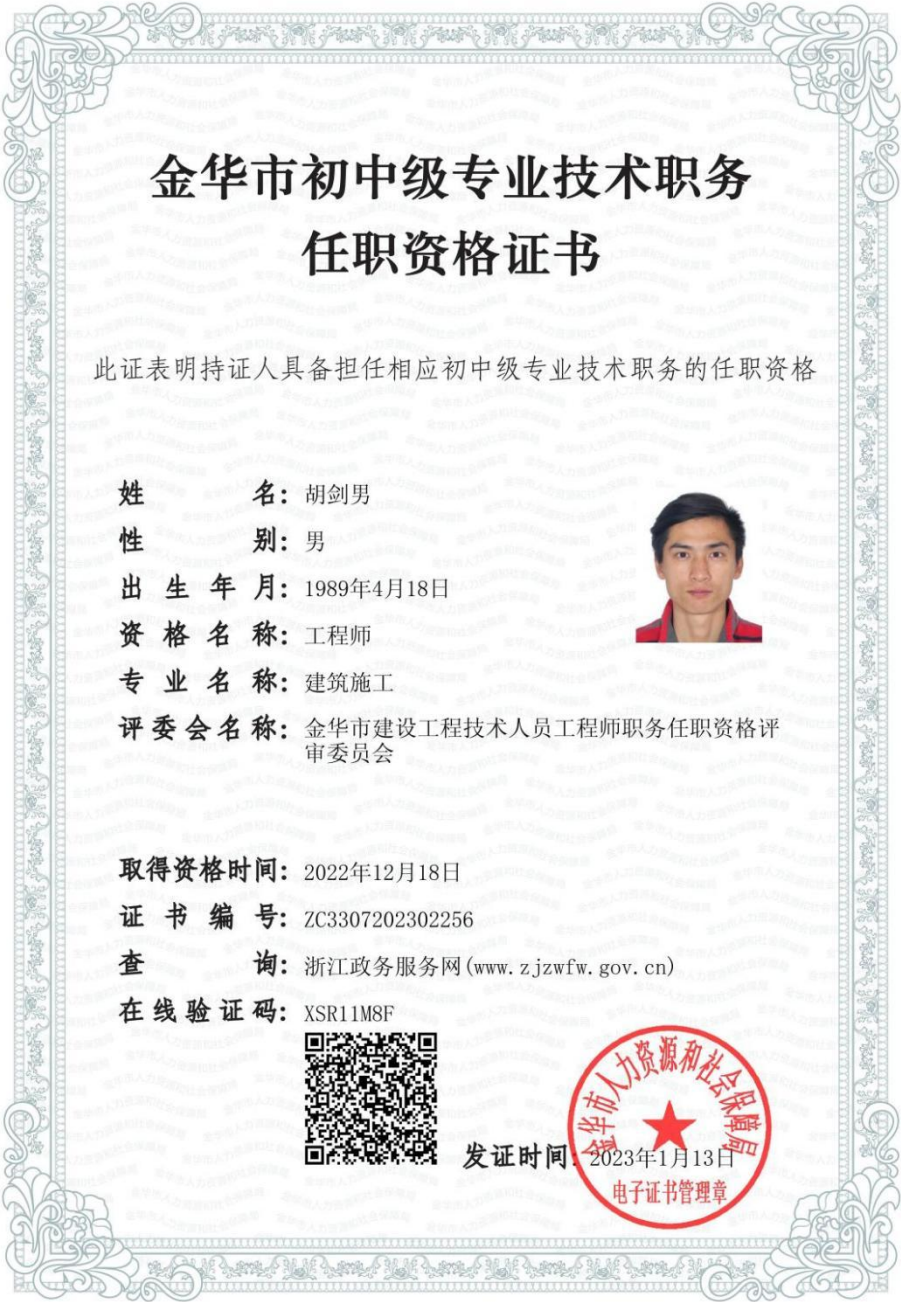 金华市初中级专业技术职务
任职资格证书
此证表明持证人具备担任相应初中级专业技术职务的任职资格
姓名：胡剑男
性别：男
出生年月：1989年4月18日
资格名称：工程师
专业名称：建筑施工
评委会名称：金华市建设工程技术人员工程师职务任职资格评
审委员会
取得资格时间：2022年12月18日
证书编号：ZC3307202302256
查询：浙江政务服务网(www.zjzwfw.gov.cn)
在线验证码：XSR11M8F
金华市人力资源和社会保障局
发证时间：2023年1月13日
电子证书管理章